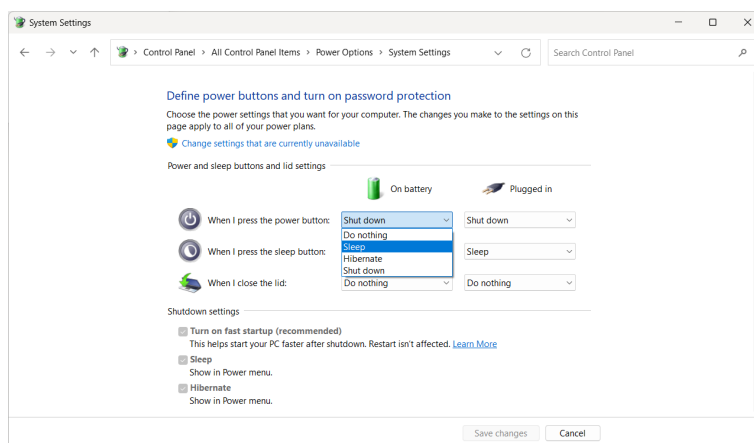 System Settings
Control Panel > All Control Panel Items > Power Options > System Settings
Search Control Panel
Define power buttons and turn on password protection
Choose the power settings that you want for your computer. The changes you make to the settings on this
page apply to all of your power plans.
Change settings that are currently unavailable
Power and sleep buttons and lid settings
On battery Plugged in
When I press the power button: Shut down Shut down
Do nothing
Sleep
When I press the sleep button: Sleep
Hibernate
Shut down
When I close the lid: Do nothing Do nothing
Shutdown settings
Turn on fast startup (recommended)
This helps start your PC faster after shutdown. Restart isn't affected. Learn More
Sleep
Show in Power menu.
Hibernate
Show in Power menu.
Save changes Cancel